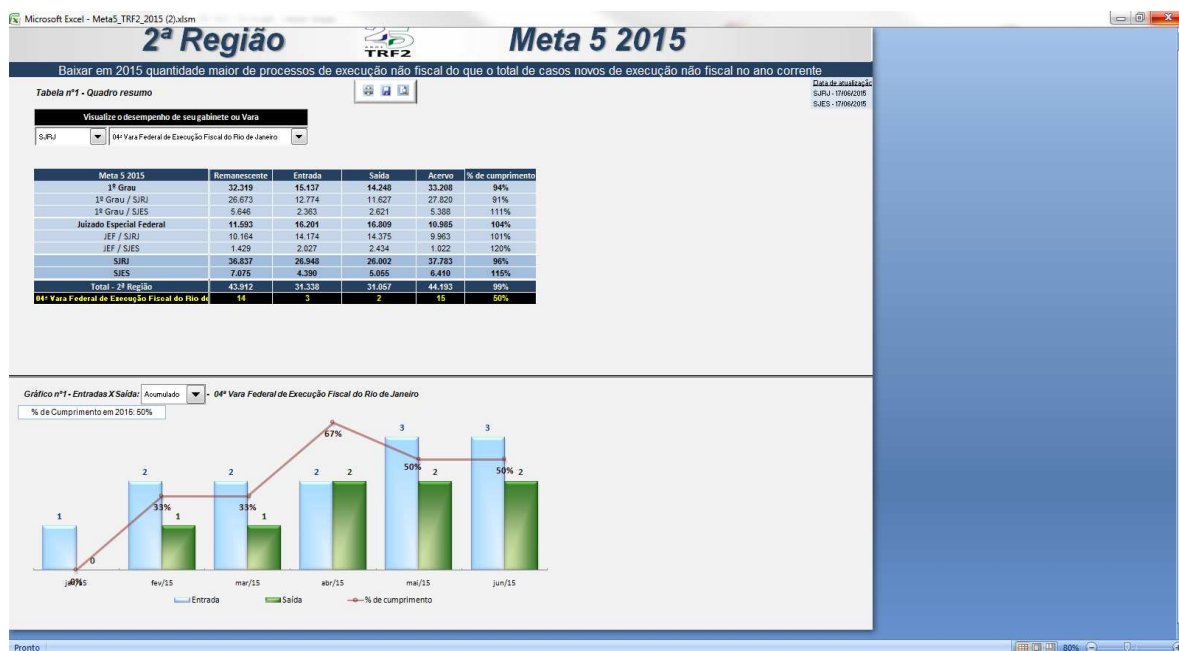 Microsoft Excel - Meta5_TRF2_2015 (2).xlsm
2ª Região
25
TRF2
Meta 5 2015
Baixar em 2015 quantidade maior de processos de execução não fiscal do que o total de casos novos de execução não fiscal no ano corrente
Data de atualizaçã
SJRJ - 17/06/2015
SJES - 17/06/2015
Tabela nº1 - Quadro resumo
Visualize o desempenho de seu gabinete ou Vara
SJRJ 04ª Vara Federal de Execução Fiscal do Rio de Janeiro
Meta 5 2015 Remanescente Entrada Saída Acervo % de cumprimento
1º Grau 32.319 15.137 14.248 33.208 94%
1º Grau / SJRJ 26.673 12.774 11.627 27.820 91%
1º Grau / SJES 5.646 2.363 2.621 5.388 111%
Juizado Especial Federal 11.593 16.201 16.809 10.985 104%
JEF / SJRJ 10.164 14.174 14.375 9.963 101%
JEF / SJES 1.429 2.027 2.434 1.022 120%
SJRJ 36.837 26.948 26.002 37.783 96%
SJES 7.075 4.390 5.055 6.410 115%
Total - 2ª Região 43.912 31.338 31.057 44.193 99%
04ª Vara Federal de Execução Fiscal do Rio de 14 3 2 15 50%
Gráfico nº1 - Entradas X Saída: Acumulado - 04ª Vara Federal de Execução Fiscal do Rio de Janeiro
% de Cumprimento em 2015: 50%
1 0 0%
2 33% 1
2 33% 1
67% 2 2
3 50% 2
3 50% 2
jan/15 fev/15 mar/15 abr/15 mai/15 jun/15
Entrada Saída % de cumprimento
Pronto
80%